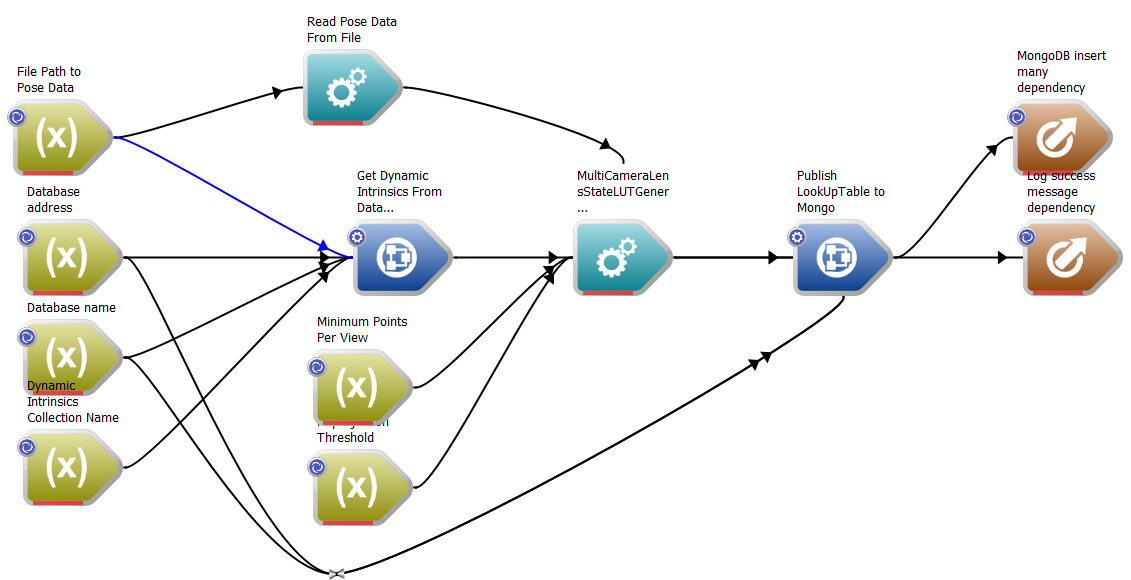 Read Pose Data
From File
File Path to
Pose Data
(x)
MongoDB insert
many
dependency
Database
address
(x)
Get Dynamic
Intrinsics From
Data...
MultiCameraLen
sStateLUTGener
...
Publish
LookUpTable to
Mongo
Log success
message
dependency
Database name
(x)
Minimum Points
Per View
(x)
Dynamic
Intrinsics
Collection Name
(x)
Threshold
(x)